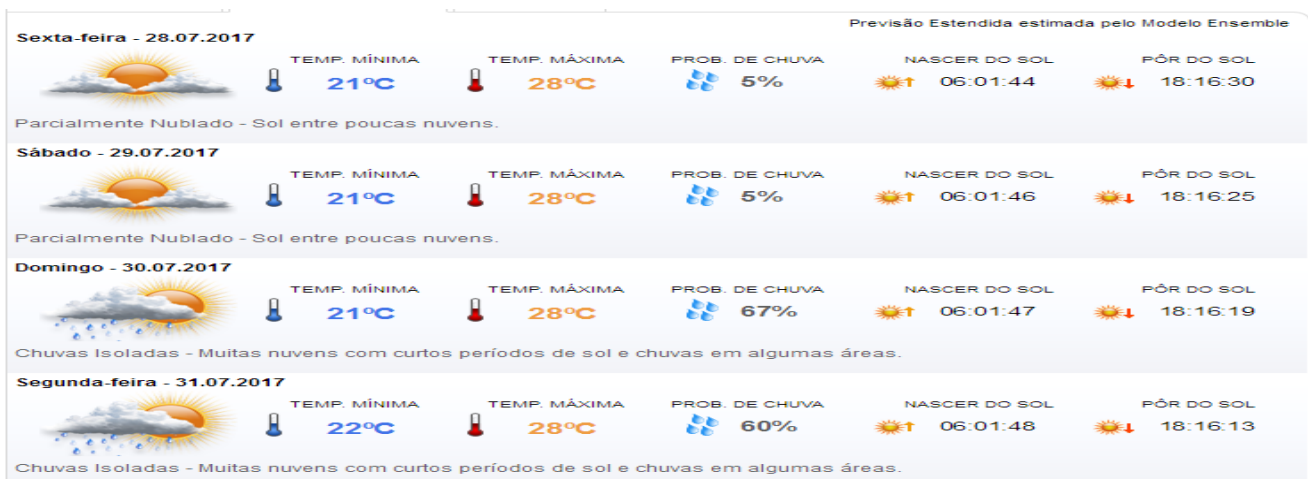 Previsão Estendida estimada pelo Modelo Ensemble
Sexta-feira - 28.07.2017
TEMP. MÍNIMA TEMP. MÁXIMA PROB. DE CHUVA NASCER DO SOL PÔR DO SOL
21ºC 28ºC 5% 06:01:44 18:16:30
Parcialmente Nublado - Sol entre poucas nuvens.
Sábado - 29.07.2017
TEMP. MÍNIMA TEMP. MÁXIMA PROB. DE CHUVA NASCER DO SOL PÔR DO SOL
21ºC 28ºC 5% 06:01:46 18:16:25
Parcialmente Nublado - Sol entre poucas nuvens.
Domingo - 30.07.2017
TEMP. MÍNIMA TEMP. MÁXIMA PROB. DE CHUVA NASCER DO SOL PÔR DO SOL
21ºC 28ºC 67% 06:01:47 18:16:19
Chuvas Isoladas - Muitas nuvens com curtos períodos de sol e chuvas em algumas áreas.
Segunda-feira - 31.07.2017
TEMP. MÍNIMA TEMP. MÁXIMA PROB. DE CHUVA NASCER DO SOL PÔR DO SOL
22ºC 28ºC 60% 06:01:48 18:16:13
Chuvas Isoladas - Muitas nuvens com curtos períodos de sol e chuvas em algumas áreas.